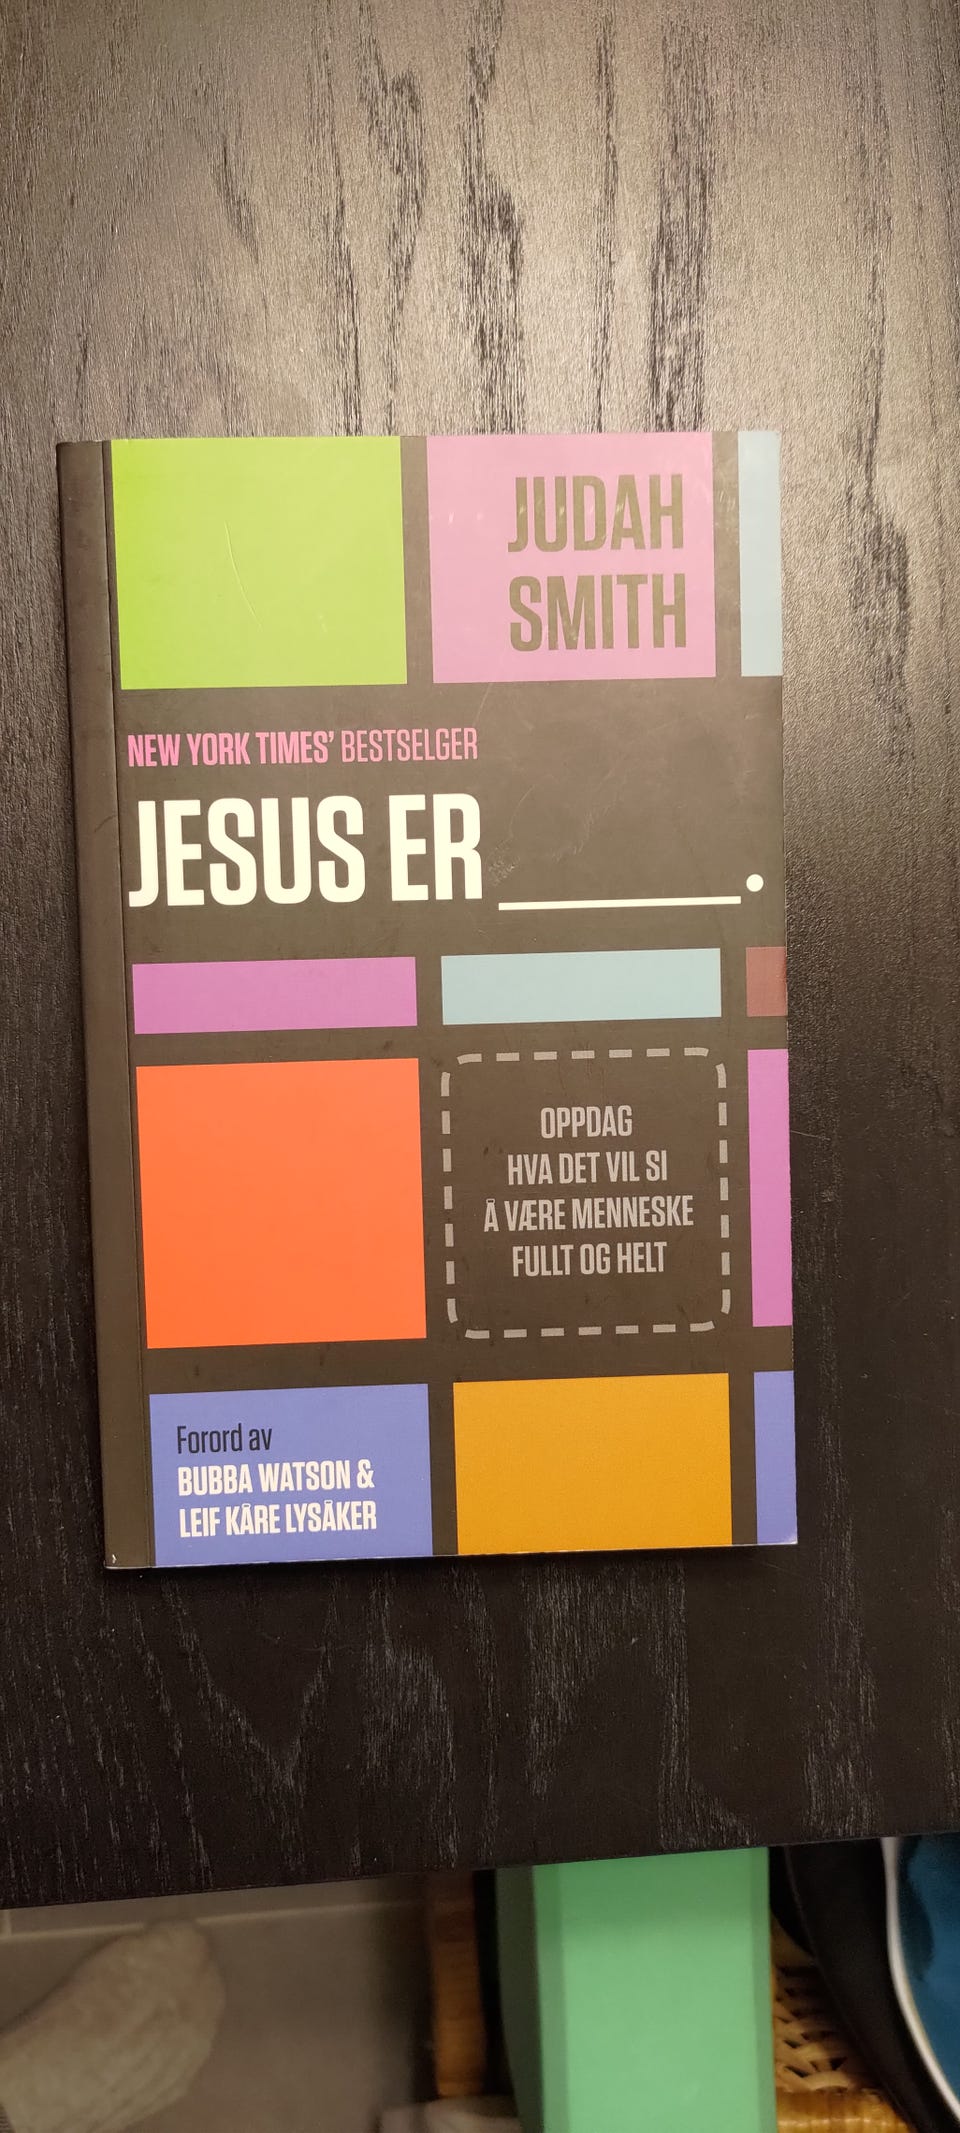 JUDAH
SMITH
NEW YORK TIMES’ BESTSELGER
JESUS ER ______.
OPPDAG
HVA DET VIL SI
Å VÆRE MENNESKE
FULLT OG HELT
Forord av
BUBBA WATSON &
LEIF KÅRE LYSÅKER